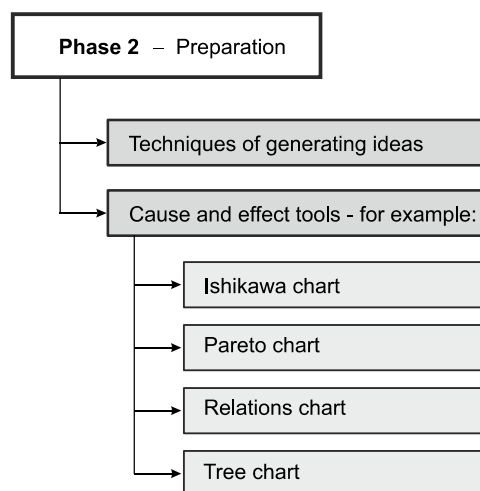 Phase 2 – Preparation
Techniques of generating ideas
Cause and effect tools - for example:
Ishikawa chart
Pareto chart
Relations chart
Tree chart